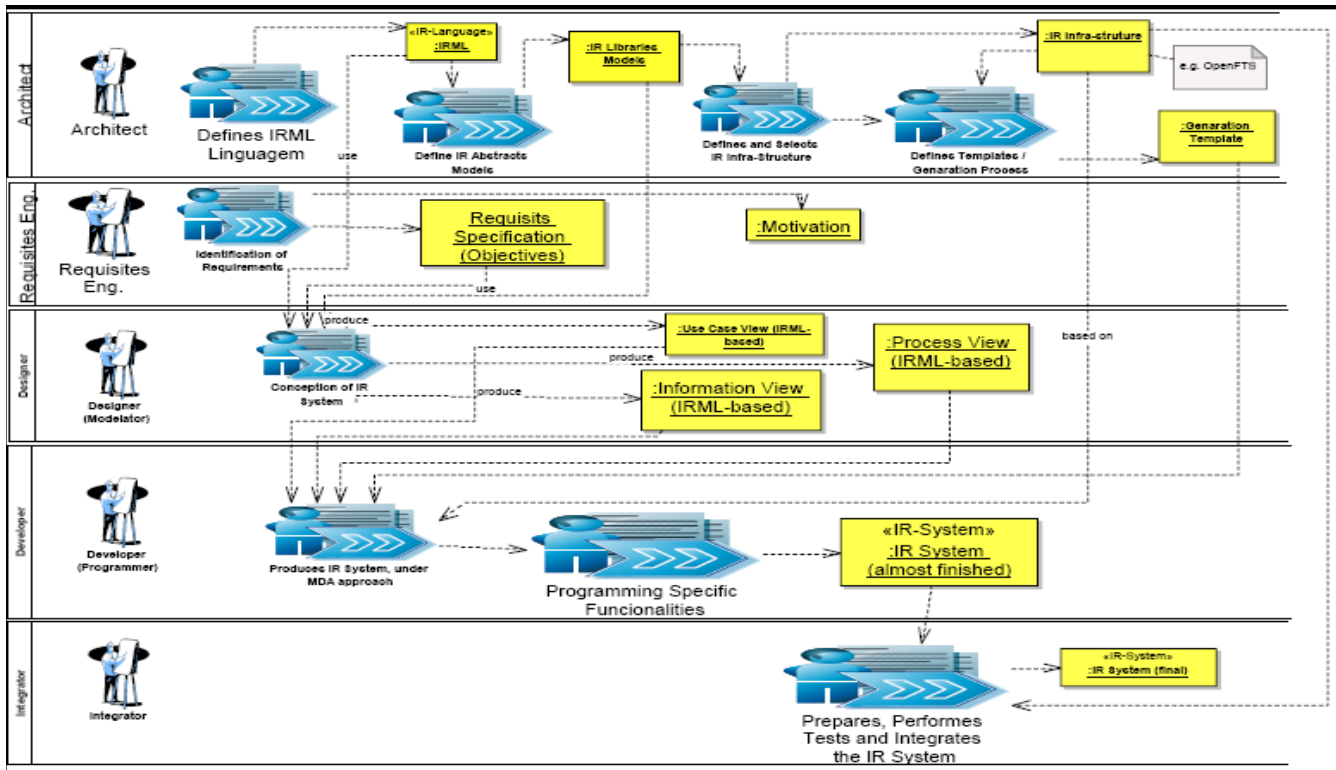 Architect
Architect
Defines IRML
Linguagem
«IR-Language»
:IRML
use
Define IR Abstracts
Models
:IR Libraries
Models
Defines and Selects
IR Infra-Structure
:IR Infra-struture
e.g. OpenFTS
Defines Templates /
Genaration Process
:Genaration
Template
Requisites Eng.
Requisites
Eng.
Identification of
Requirements
Requisits
Specification
(Objectives)
use
:Motivation
Designer
Designer
(Modelator)
Conception of IR
System
produce
:Use Case View (IRML-
based)
produce
:Process View
(IRML-based)
produce
:Information View
(IRML-based)
based on
Developer
Developer
(Programmer)
Produces IR System, under
MDA approach
Programming Specific
Funcionalities
«IR-System»
:IR System
(almost finished)
Integrator
Integrator
Prepares, Performes
Tests and Integrates
the IR System
«IR-System»
:IR System (final)